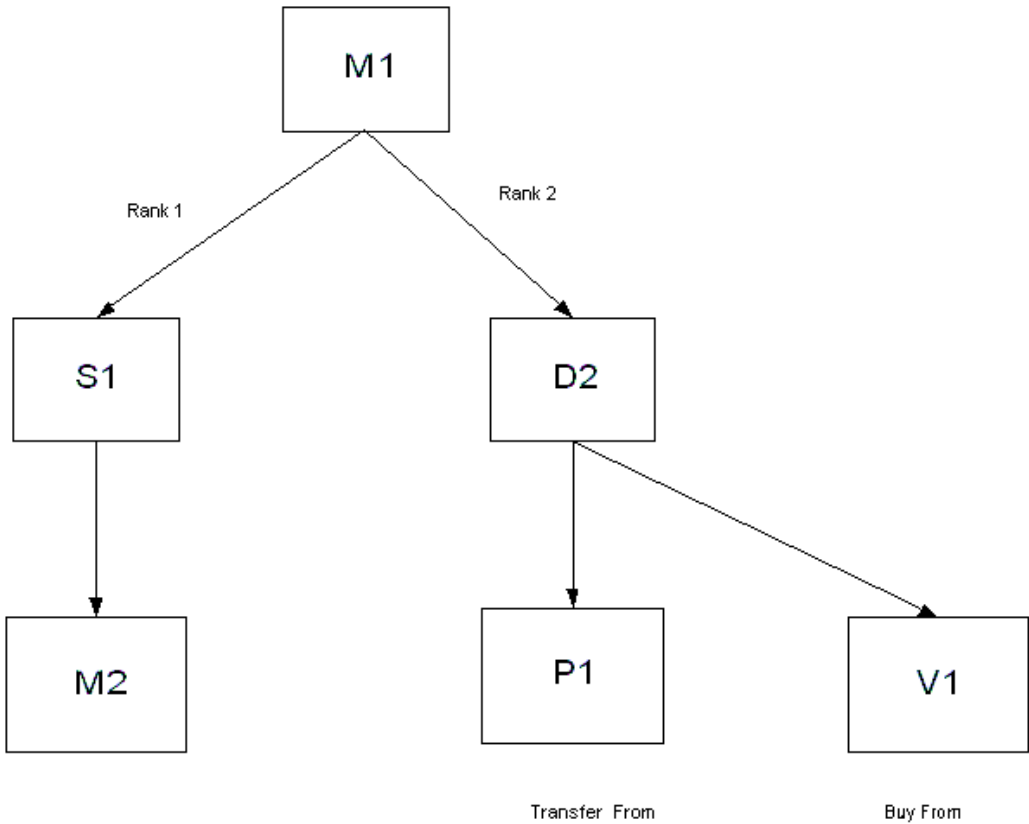 M1
Rank 1
Rank 2
S1
D2
M2
P1
V1
Transfer From
Buy From